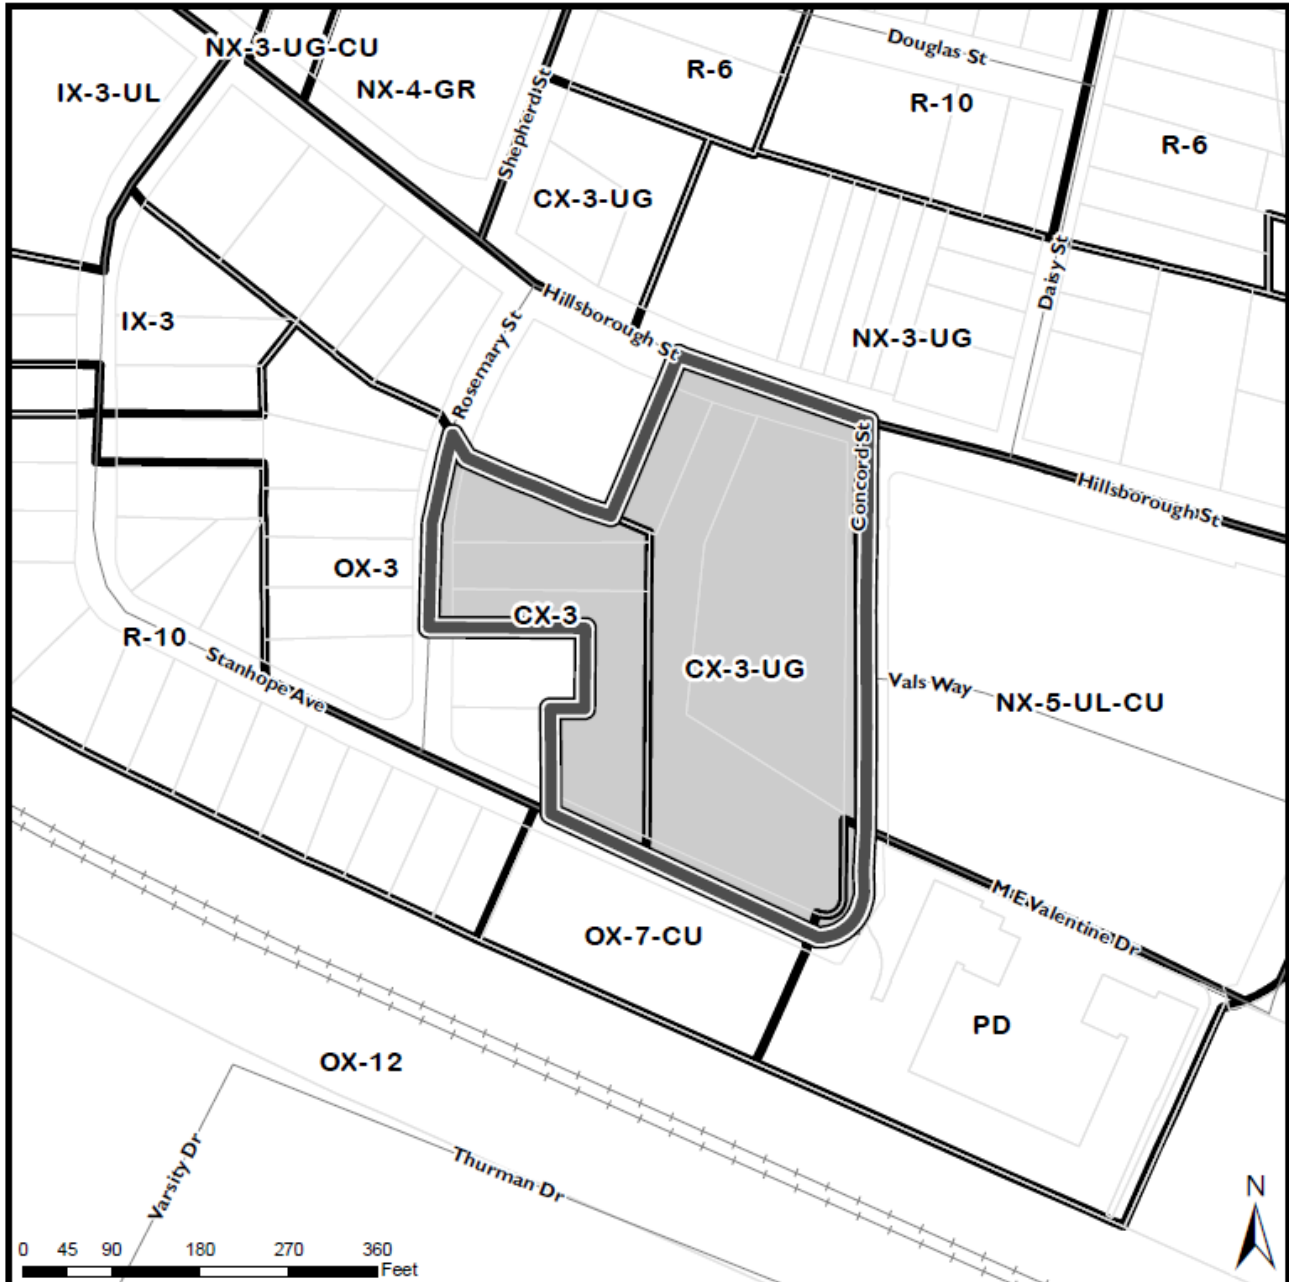 NX-3-UG-CU
Douglas St
R-6
IX-3-UL
NX-4-GR
R-10
Shepherd St
R-6
CX-3-UG
Daisy St
Hillsborough St
IX-3
Rosemary St
NX-3-UG
Concord St
Hillsborough St
OX-3
CX-3
R-10
Stanhope Ave
CX-3-UG
Vals Way
NX-5-UL-CU
M E Valentine Dr
OX-7-CU
PD
OX-12
Varsity Dr
Thurman Dr
N
0 45 90 180 270 360
Feet